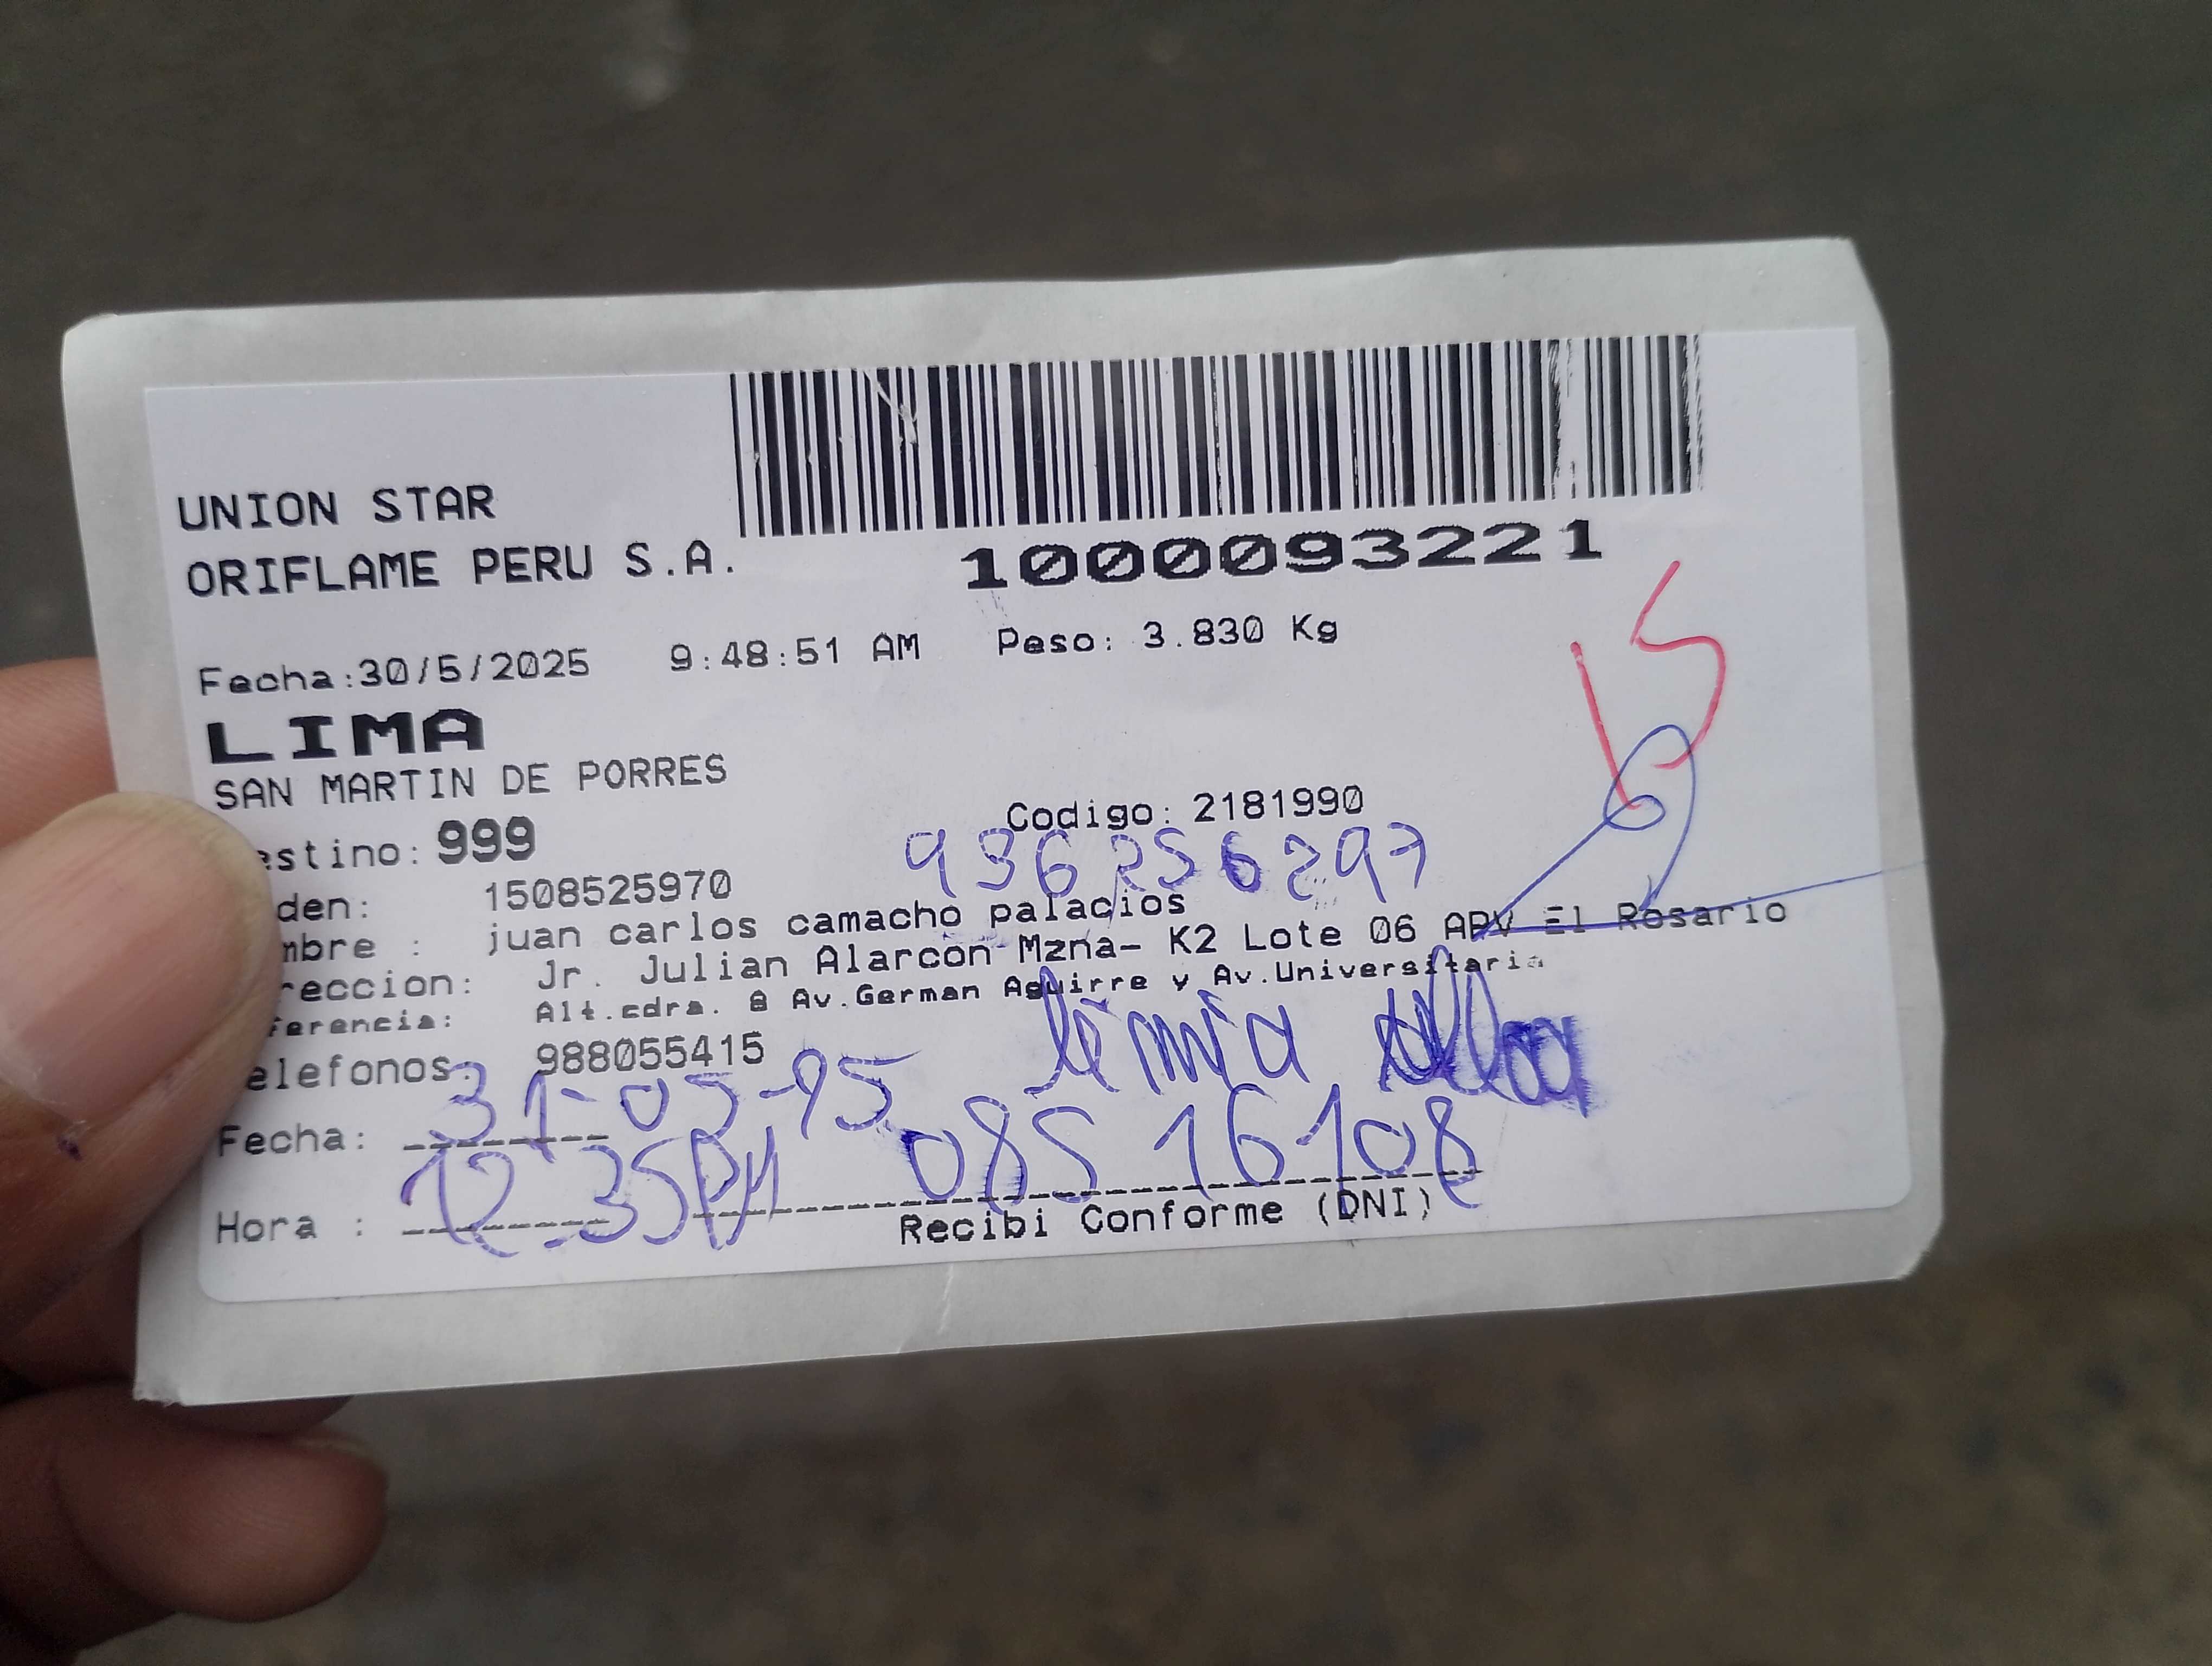 UNION STAR
ORIFLAME PERU S.A.
1000093221
Fecha:30/5/2025 9:48:51 AM Peso: 3.830 Kg
LIMA
SAN MARTIN DE PORRES
estino: 999 Codigo: 2181990
936256297
den: 1508525970
mbre : juan carlos camacho palacios
reccion: Jr. Julian Alarcon Mzna- K2 Lote 06 APV El Rosario
ferencia: Alt.cdra. 8 Av.German Aguirre y Av.Universitaria
elefonos: 988055415
15
Fecha: 31-05-95
08516108
Hora : 12:35PM
Recibi Conforme (DNI)